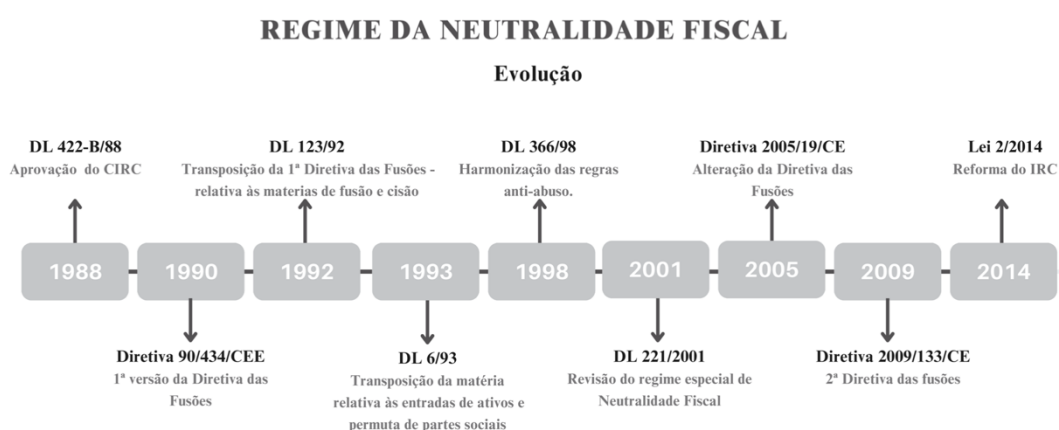 REGIME DA NEUTRALIDADE FISCAL
Evolução
DL 422-B/88
Aprovação do CIRC
DL 123/92
Transposição da 1ª Diretiva das Fusões -
relativa às materias de fusão e cisão
DL 366/98
Harmonização das regras
anti-abuso.
Diretiva 2005/19/CE
Alteração da Diretiva das
Fusões
Lei 2/2014
Reforma do IRC
1988
1990
1992
1993
1998
2001
2005
2009
2014
Diretiva 90/434/CEE
1ª versão da Diretiva das
Fusões
DL 6/93
Transposição da matéria
relativa às entradas de ativos e
permuta de partes sociais
DL 221/2001
Revisão do regime especial de
Neutralidade Fiscal
Diretiva 2009/133/CE
2ª Diretiva das fusões